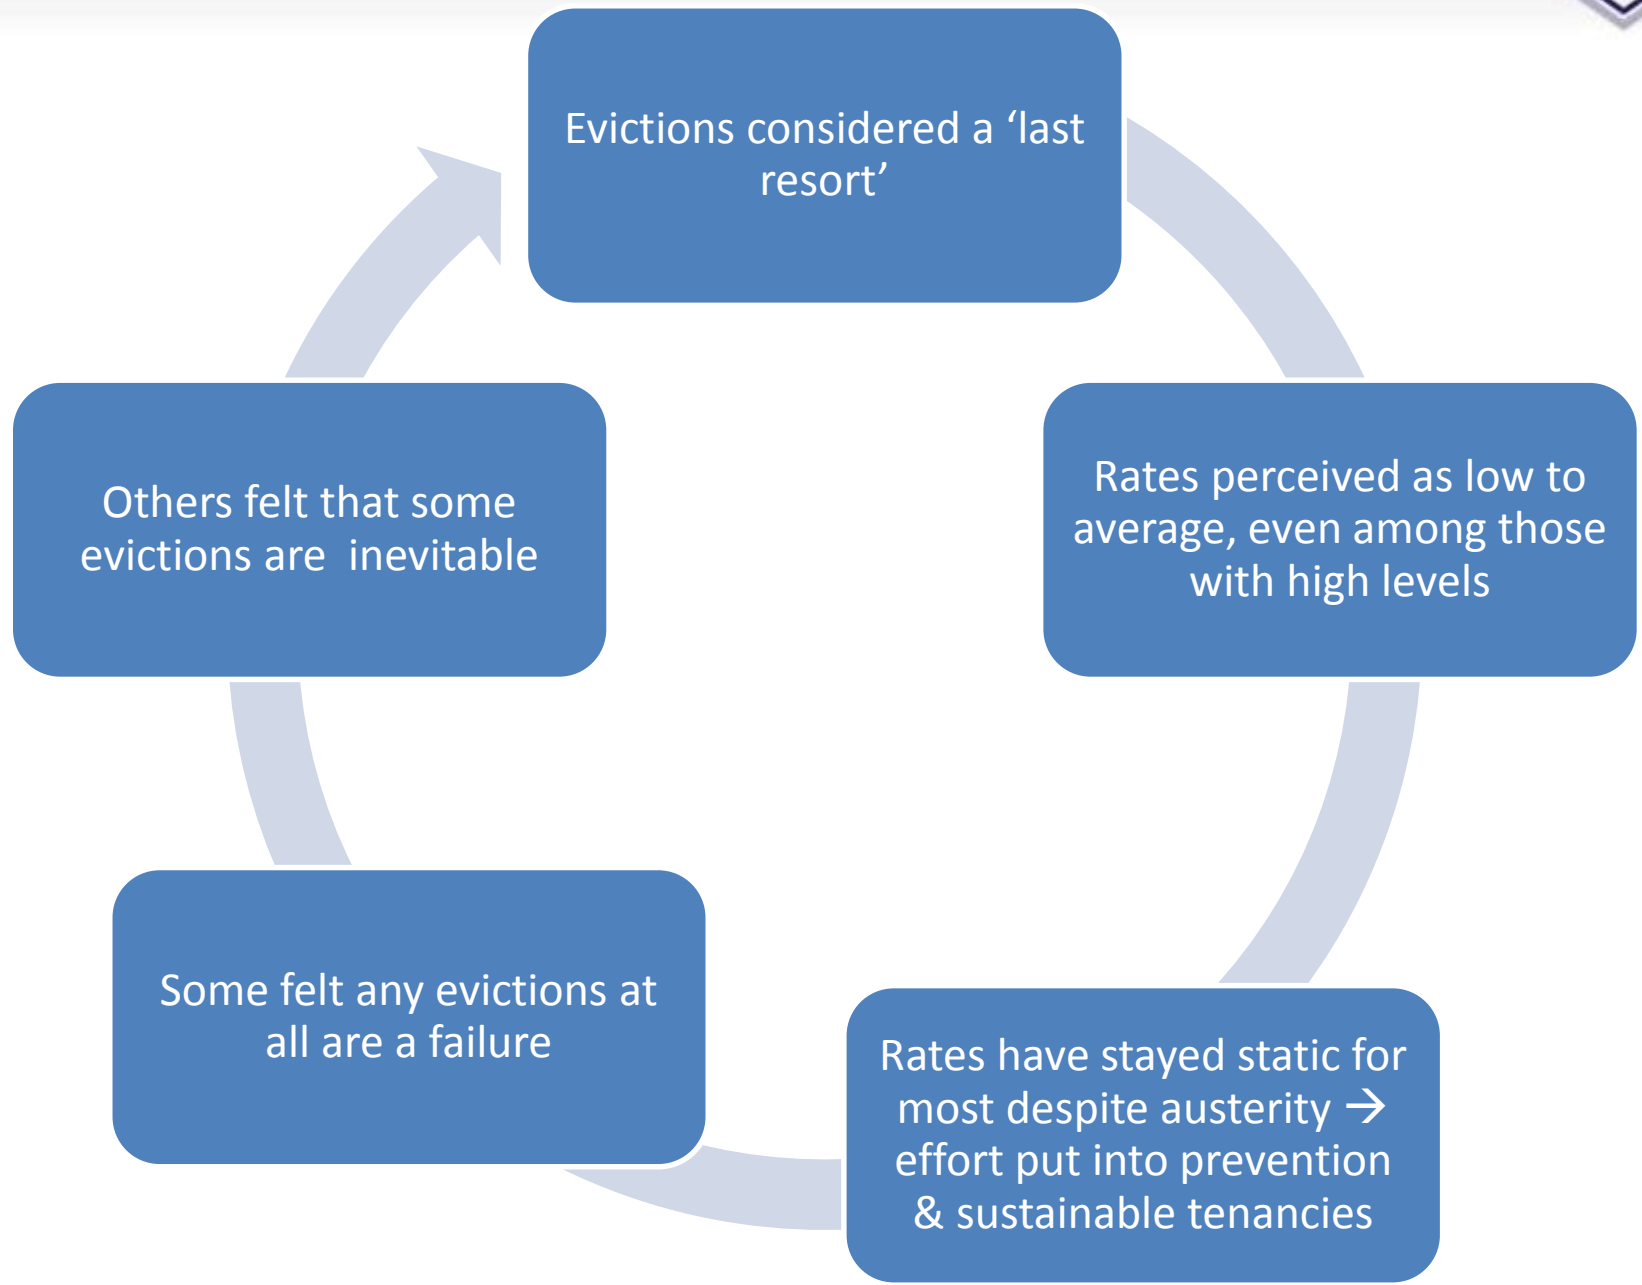 Evictions considered a ‘last
resort’
Rates perceived as low to
average, even among those
with high levels
Rates have stayed static for
most despite austerity →
effort put into prevention
& sustainable tenancies
Some felt any evictions at
all are a failure
Others felt that some
evictions are  inevitable